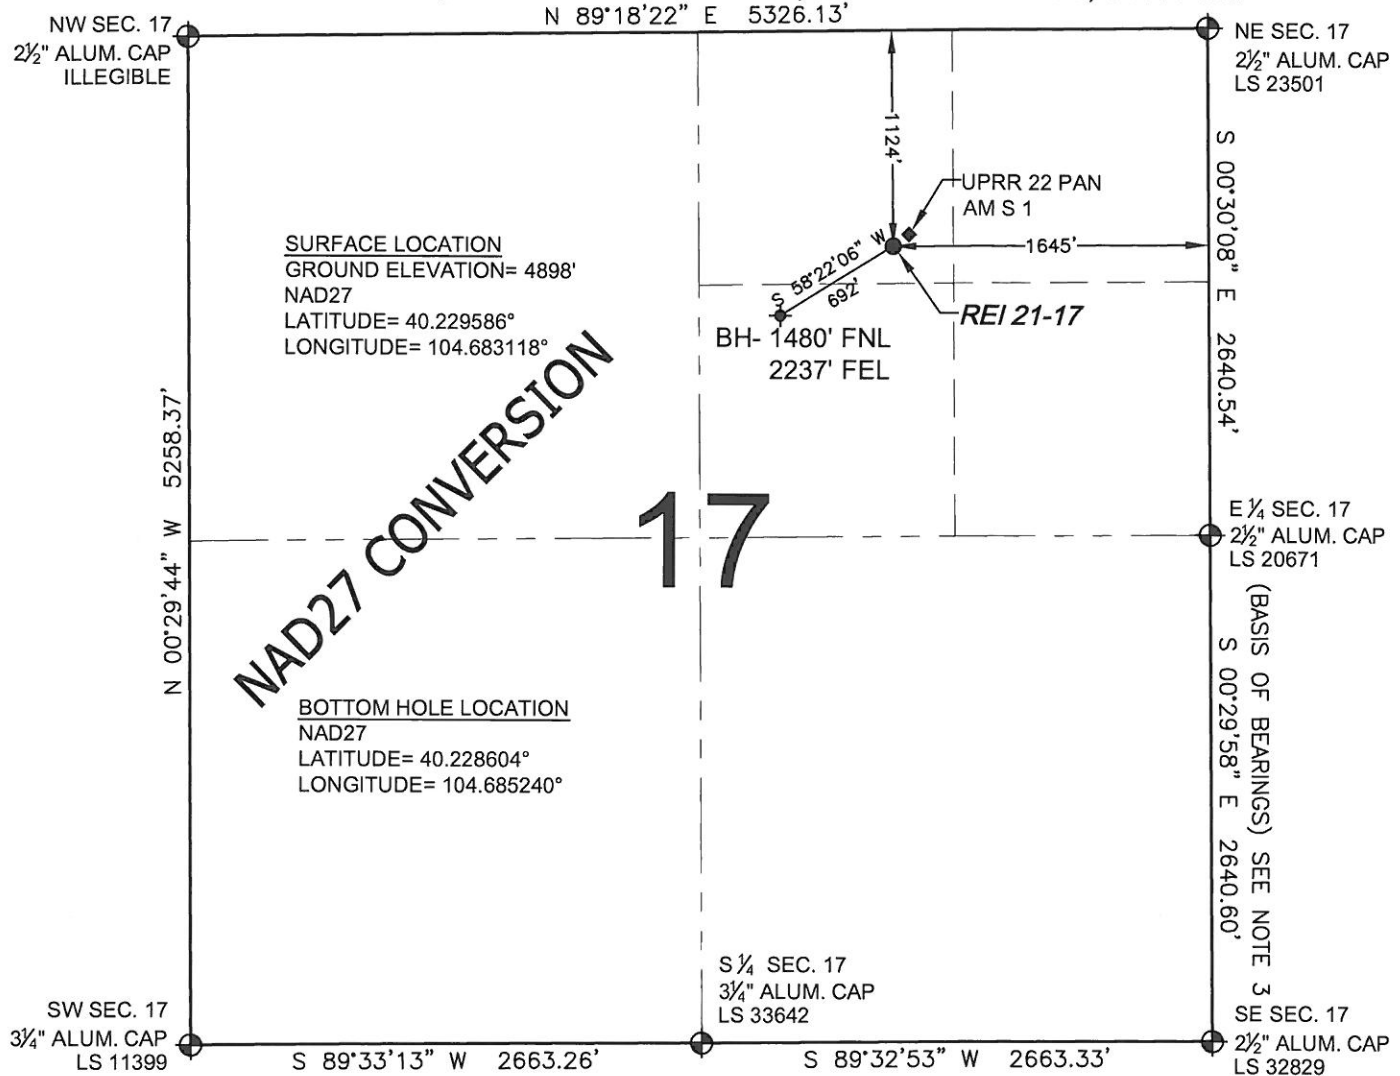 N 89°18'22" E 5326.13'
NW SEC. 17
2½" ALUM. CAP
ILLEGIBLE
NE SEC. 17
2½" ALUM. CAP
LS 23501
1124'
S 00°30'08" E 2640.54'
UPRR 22 PAN
AM S 1
SURFACE LOCATION
GROUND ELEVATION= 4898'
NAD27
LATITUDE= 40.229586°
LONGITUDE= 104.683118°
S 58°22'06" W
692'
1645'
REI 21-17
BH- 1480' FNL
2237' FEL
N 00°29'44" W 5258.37'
NAD27 CONVERSION
17
E ¼ SEC. 17
2½" ALUM. CAP
LS 20671
(BASIS OF BEARINGS) SEE NOTE 3
S 00°29'58" E 2640.60'
BOTTOM HOLE LOCATION
NAD27
LATITUDE= 40.228604°
LONGITUDE= 104.685240°
S ¼ SEC. 17
3¼" ALUM. CAP
LS 33642
SW SEC. 17
3¼" ALUM. CAP
LS 11399
S 89°33'13" W 2663.26'
S 89°32'53" W 2663.33'
SE SEC. 17
2½" ALUM. CAP
LS 32829